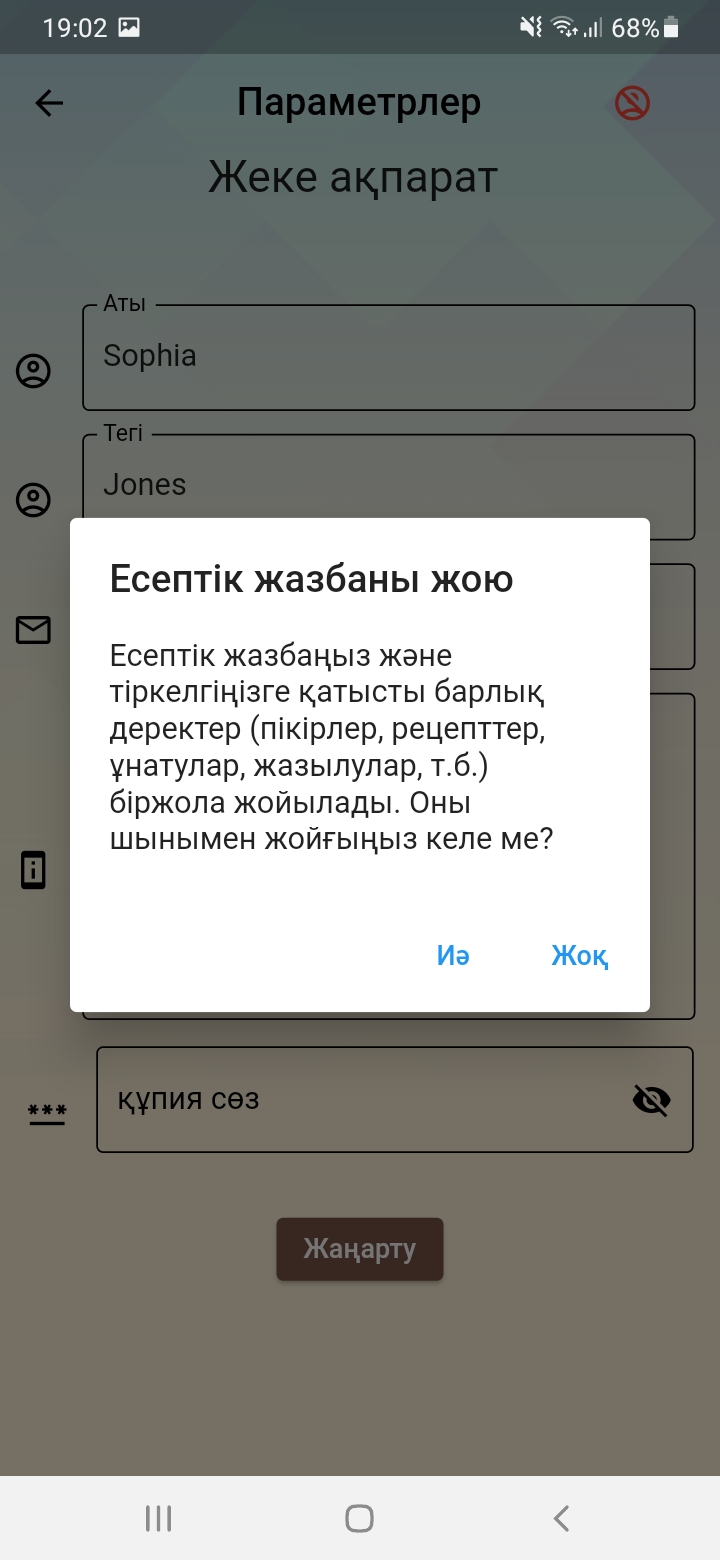 19:02 68%
Параметрлер
Жеке ақпарат
Аты
Sophia
Тегі
Jones
Есептік жазбаны жою
Есептік жазбаңыз және
тіркелгіңізге қатысты барлық
деректер (пікірлер, рецепттер,
ұнатулар, жазылулар, т.б.)
біржола жойылады. Оны
шынымен жойғыңыз келе ме?
Иә Жоқ
құпия сөз
Жаңарту